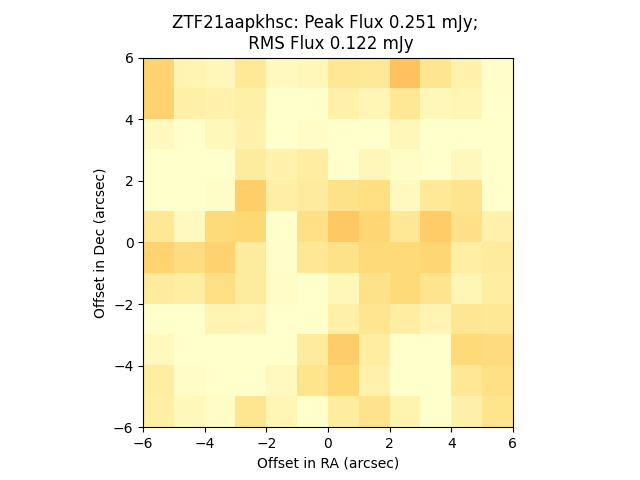 ZTF21aapkhsc: Peak Flux 0.251 mJy;
RMS Flux 0.122 mJy
6
4
2
0
−2
−4
−6
Offset in Dec (arcsec)
−6 −4 −2 0 2 4 6
Offset in RA (arcsec)